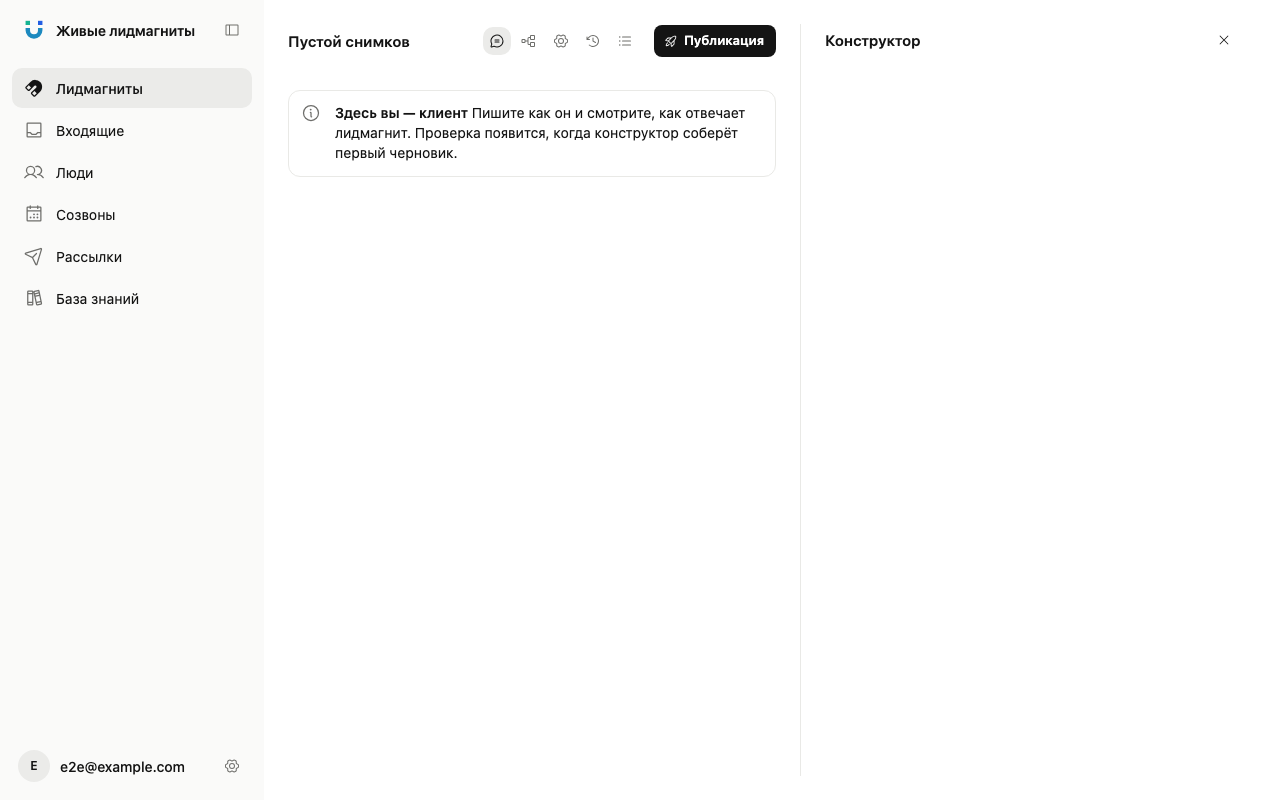 Живые лидмагниты
Лидмагниты
Входящие
Люди
Созвоны
Рассылки
База знаний
E
e2e@example.com
Пустой снимков
Публикация
Здесь вы — клиент Пишите как он и смотрите, как отвечает
лидмагнит. Проверка появится, когда конструктор соберёт
первый черновик.
Конструктор